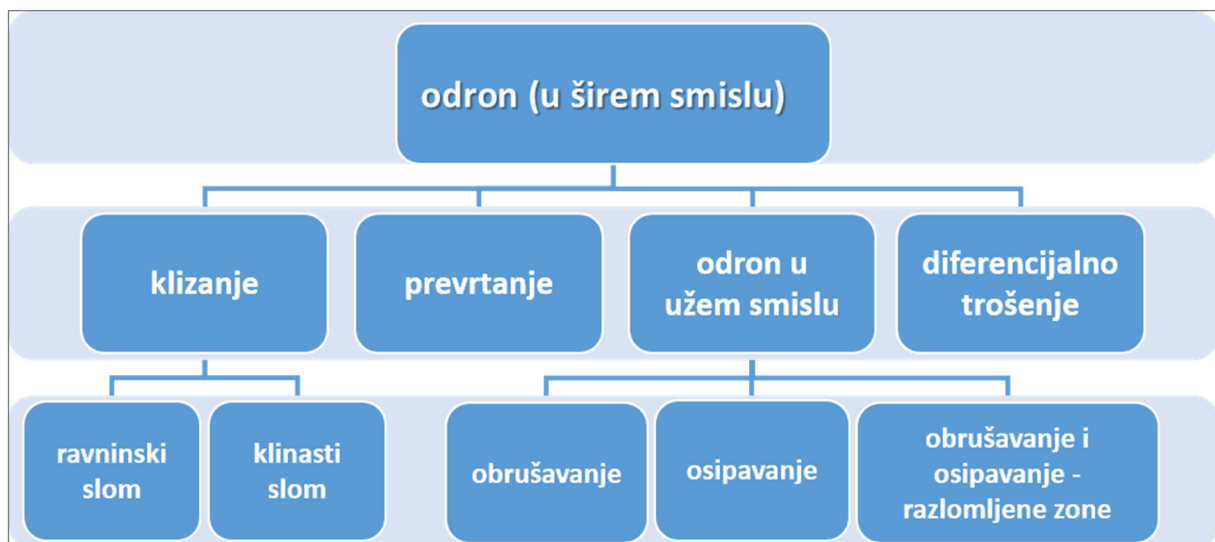 odron (u širem smislu)
klizanje
prevrtanje
odron u
užem smislu
diferencijalno
trošenje
ravninski
slom
klinasti
slom
obrušavanje
osipavanje
obrušavanje i
osipavanje -
razlomljene zone